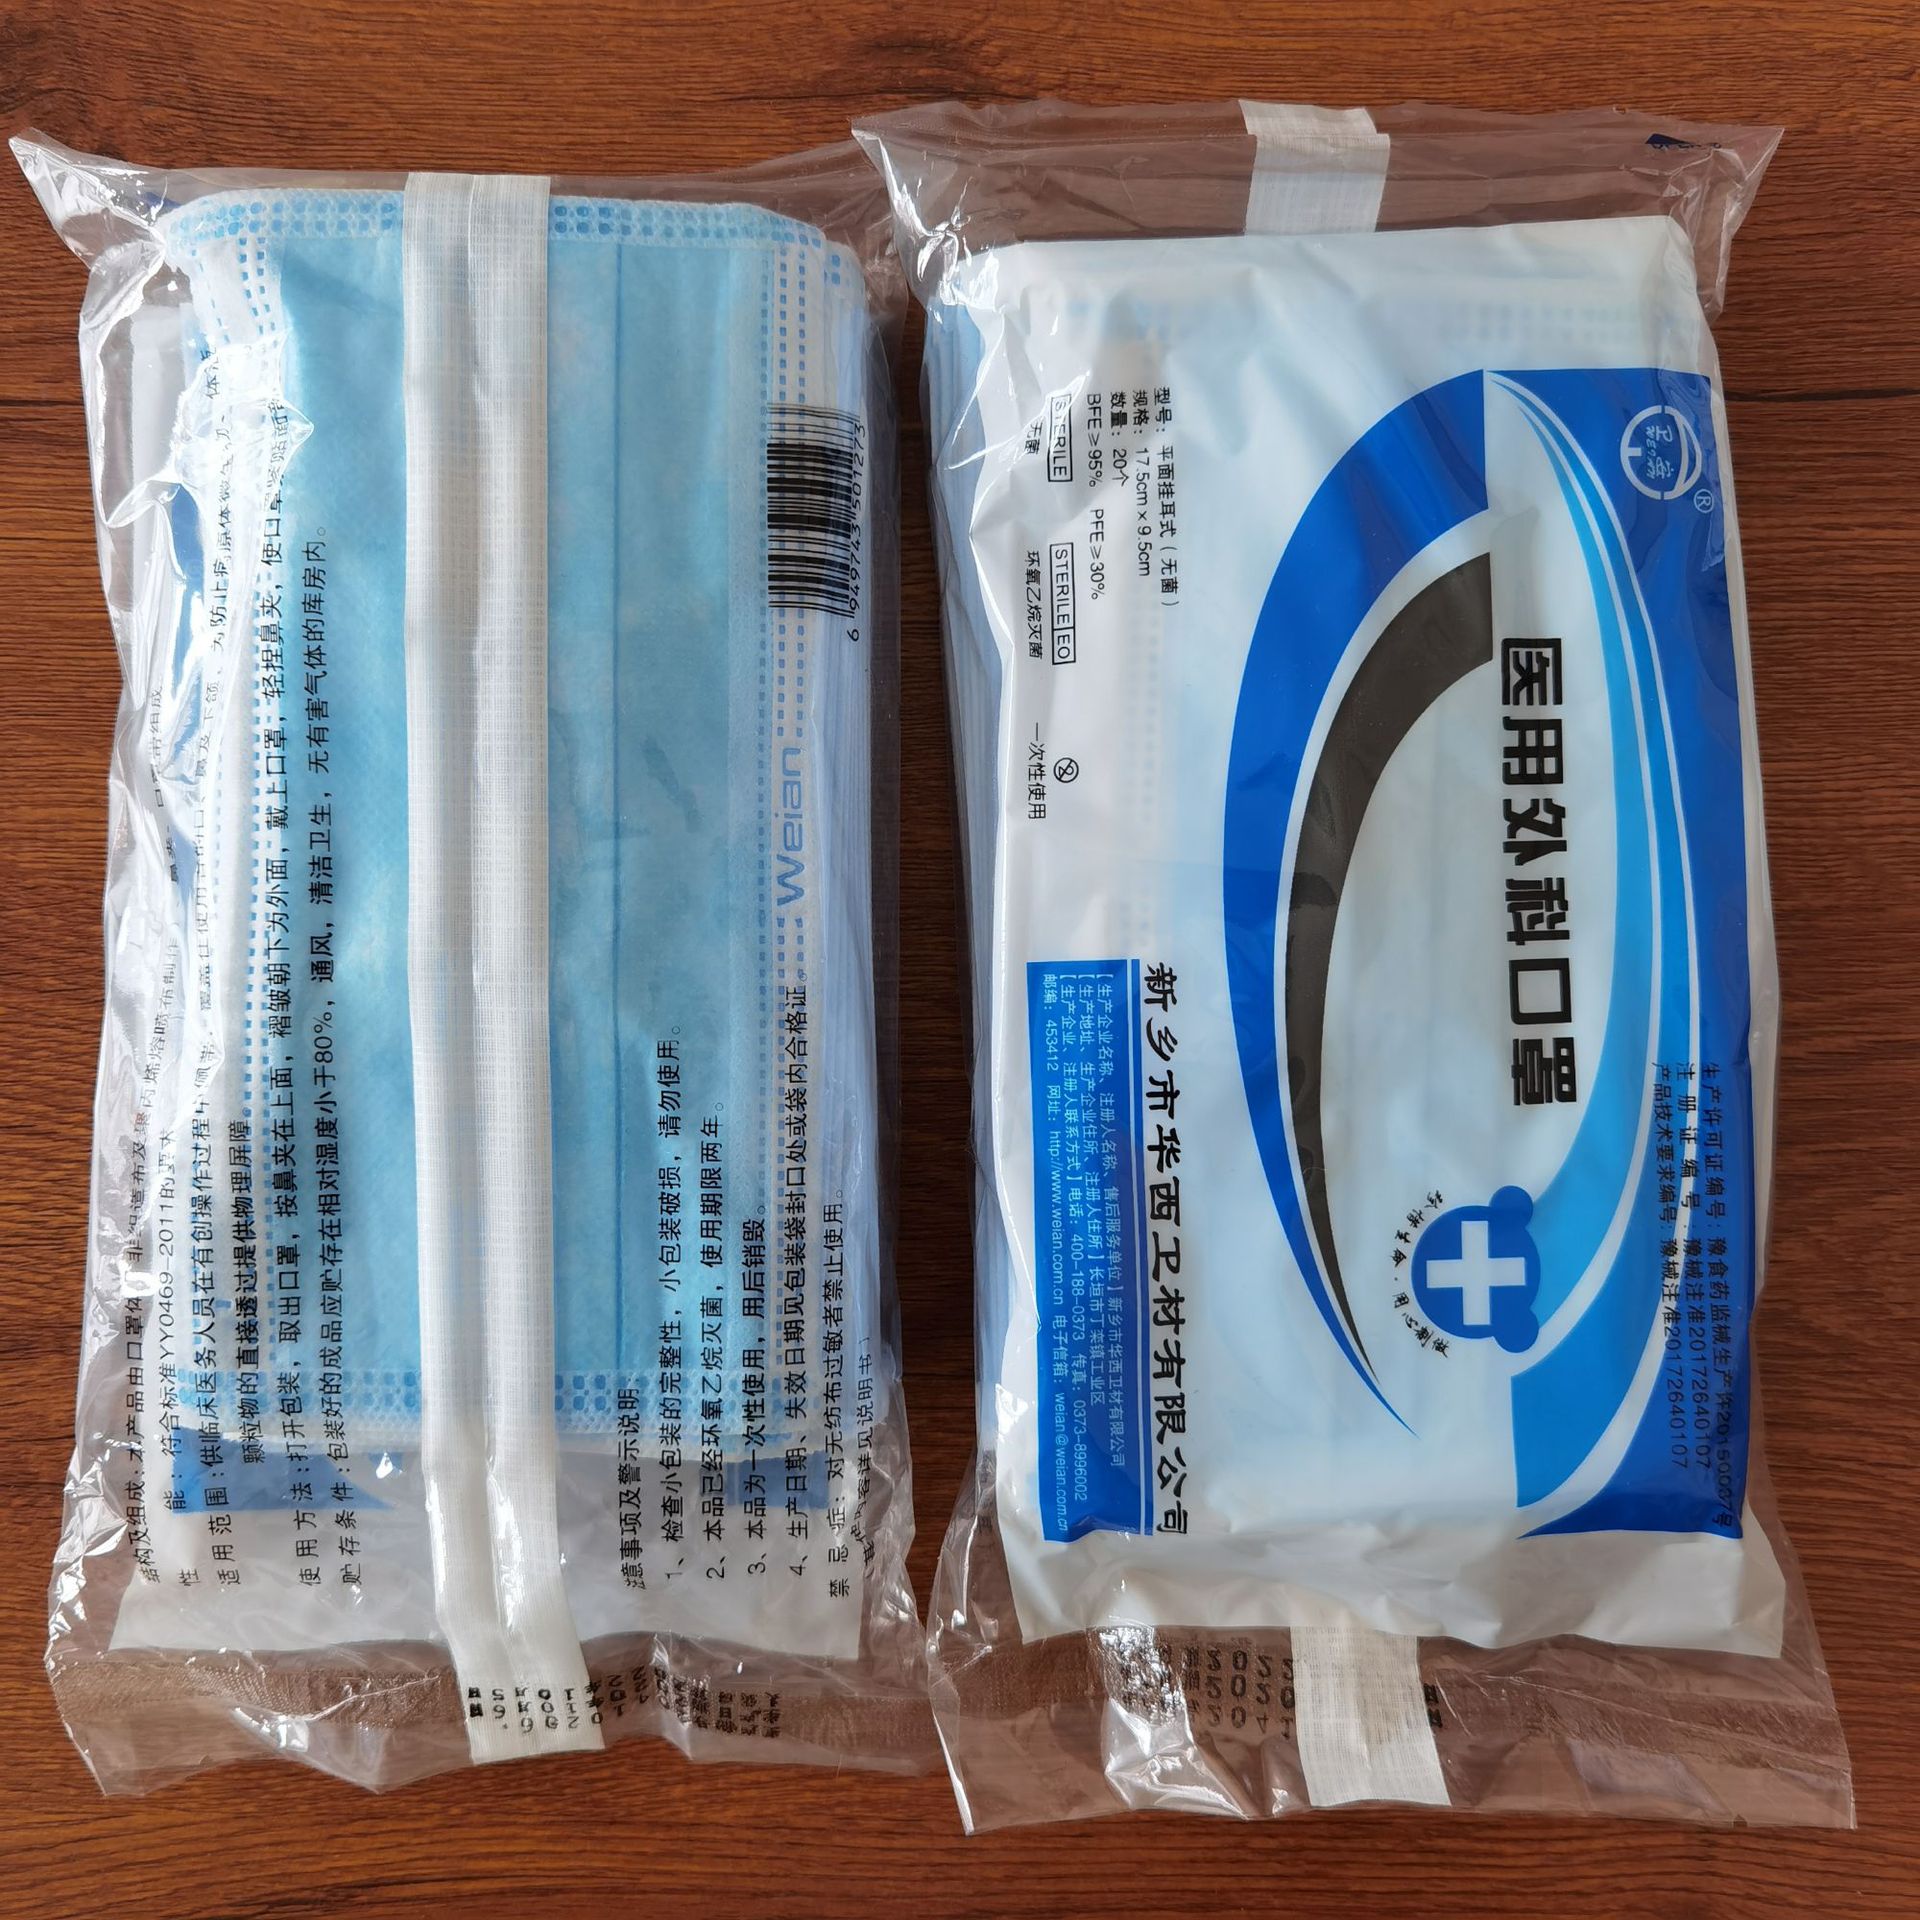 结构及组成:本产品由口罩体
性 能:符合标准YY0469-2011的要求
适用范围:供临床医务人员在有创操作过程中佩
为防止病原体微生
颗粒物的直接透过提供物理屏障。
使用方法:打开包装,取出口罩,按鼻夹在上面,褶皱朝下为外面,戴上口罩,轻捏鼻夹,使口罩紧贴面部
贮存条件:包装好的成品应贮存在相对湿度小于80%,通风,清洁卫生,无有害气体的库房内。
注意事项及警示说明:
1、检查小包装的完整性,小包装破损,请勿使用。
2、本品已经环氧乙烷灭菌,使用期限两年。
3、本品为一次性使用,用后销毁。
4、生产日期、失效日期见包装袋封口处或袋内合格证。
禁忌症:对无纺布过敏者禁止使用。
容详见说明书)
Weian
6 949743 501273
卫安
WEIAN
®
医用外科口罩
生产许可证编号:豫食药监械生产许20150037号
注册证编号:豫械注准20172640107
产品技术要求编号:豫械注准20172640107
型号:平面挂耳式(无菌)
规格:17.5cm×9.5cm
数量:20个
BFE≥95% PFE≥30%
STERILE
无菌
STERILE EO
环氧乙烷灭菌
2
一次性使用
新乡市华西卫材有限公司
【生产企业名称、注册人名称、售后服务单位】新乡市华西卫材有限公司
【生产地址、生产企业住所、注册人住所】长垣市丁栾镇工业区
【生产企业、注册人联系方式】电话:400-188-0373 传真:0373-8996002
邮编:453412 网址:http://www.weian.com.cn 电子信箱:weian@weian.com.cn